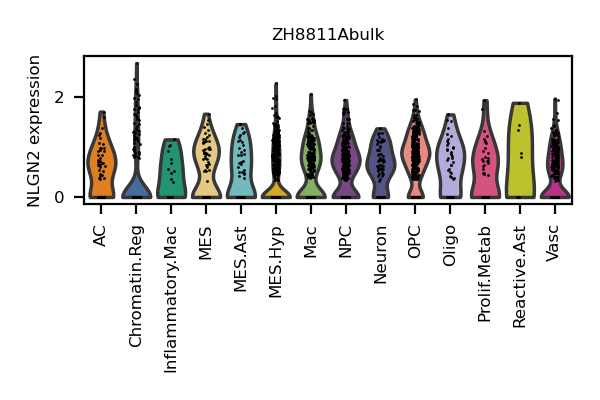 ZH8811Abulk
NLGN2 expression
2
0
AC
Chromatin.Reg
Inflammatory.Mac
MES
MES.Ast
MES.Hyp
Mac
NPC
Neuron
OPC
Oligo
Prolif.Metab
Reactive.Ast
Vasc